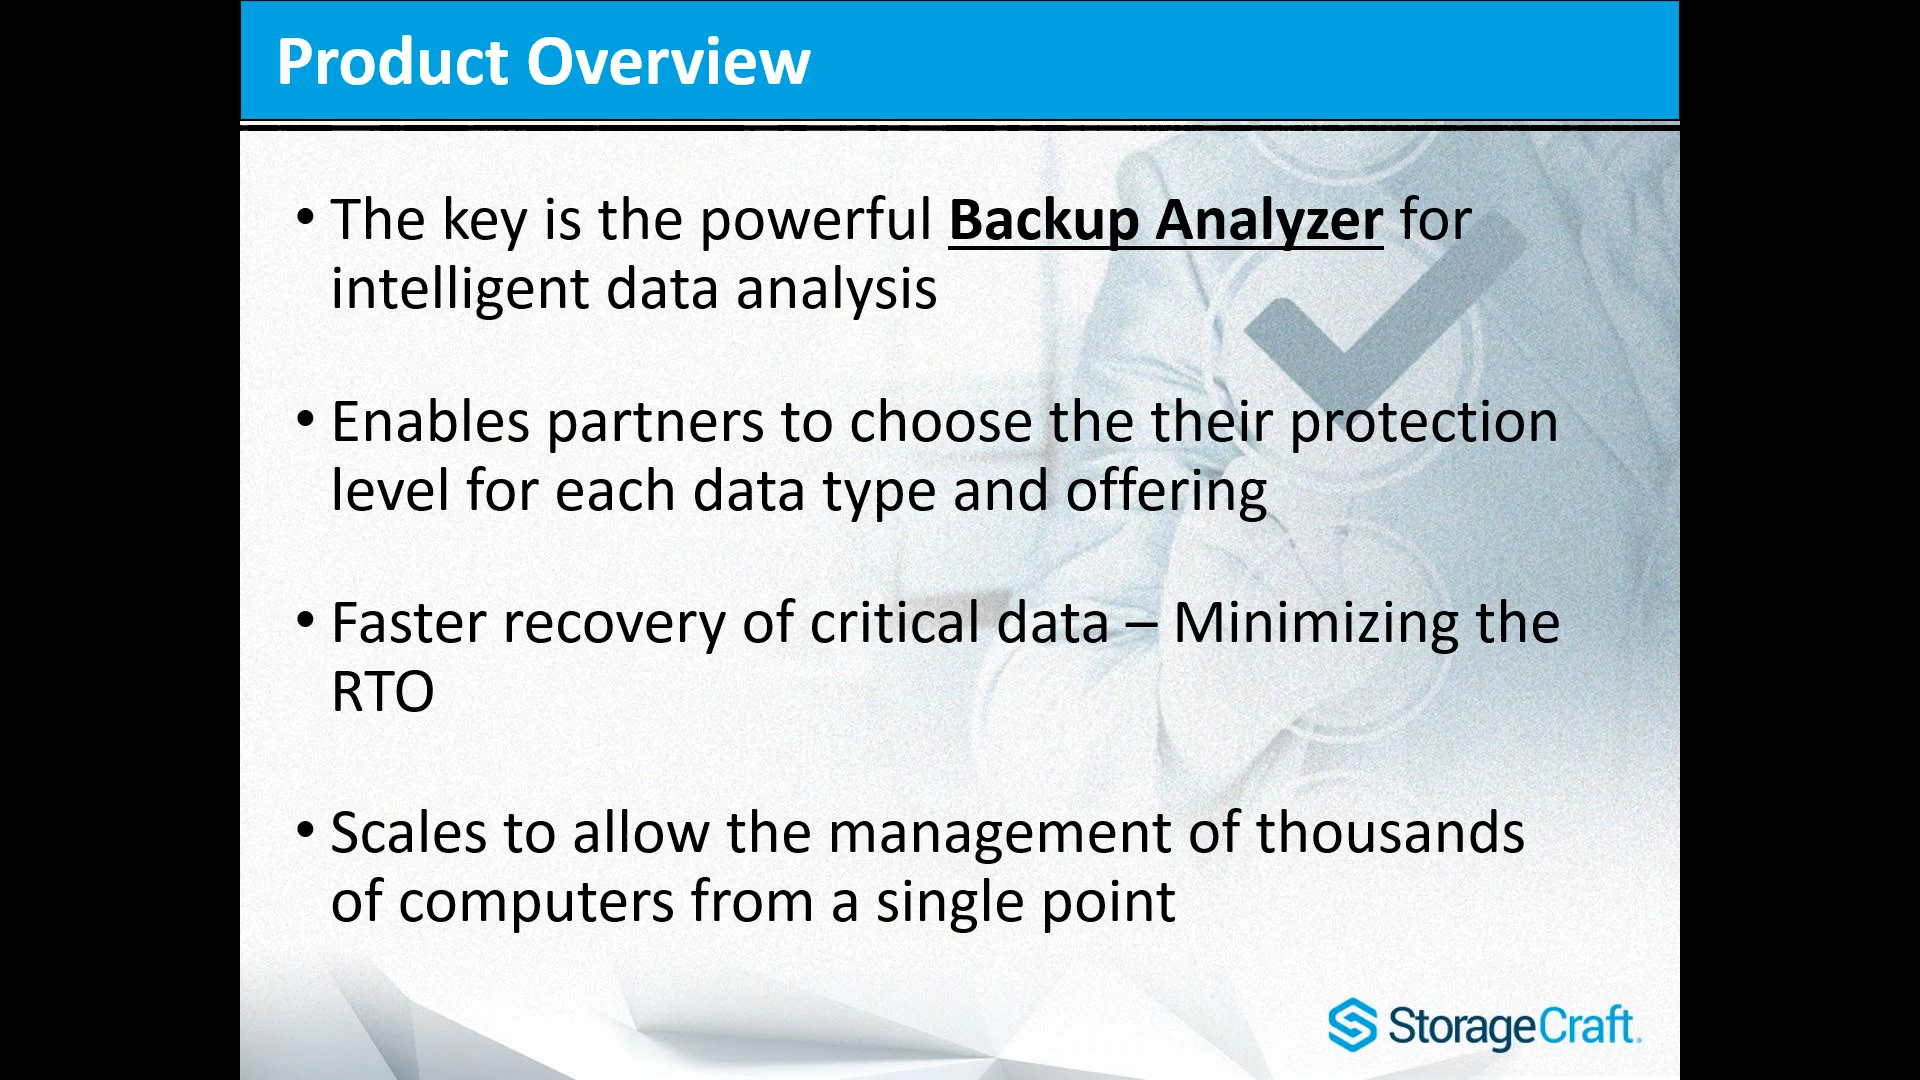 Product Overview
• The key is the powerful Backup Analyzer for
intelligent data analysis
• Enables partners to choose the their protection
level for each data type and offering
• Faster recovery of critical data – Minimizing the
RTO
• Scales to allow the management of thousands
of computers from a single point
StorageCraft.